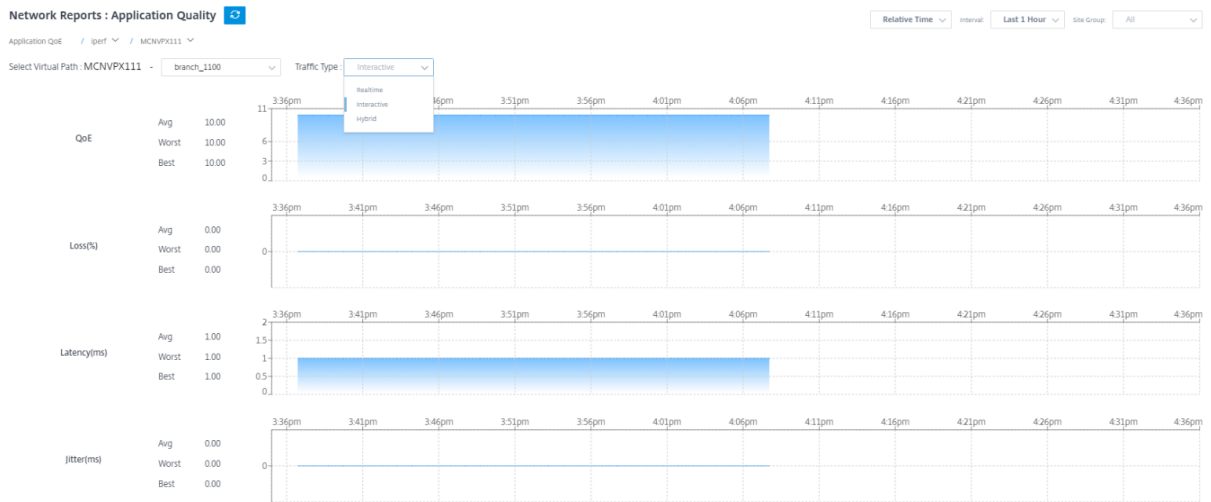 Network Reports : Application Quality
Relative Time Interval: Last 1 Hour Site Group: All
Application QoE / iperf / MCNVPX111
Select Virtual Path : MCNVPX111 - branch_1100 Traffic Type : Interactive
Realtime
Interactive
Hybrid
3:36pm 46pm 3:51pm 3:56pm 4:01pm 4:06pm 4:11pm 4:16pm 4:21pm 4:26pm 4:31pm 4:36pm
QoE
Avg 10.00
Worst 10.00
Best 10.00
11
6
3
0
3:36pm 3:41pm 3:46pm 3:51pm 3:56pm 4:01pm 4:06pm 4:11pm 4:16pm 4:21pm 4:26pm 4:31pm 4:36pm
Loss(%)
Avg 0.00
Worst 0.00
Best 0.00
0
3:36pm 3:41pm 3:46pm 3:51pm 3:56pm 4:01pm 4:06pm 4:11pm 4:16pm 4:21pm 4:26pm 4:31pm 4:36pm
Latency(ms)
Avg 1.00
Worst 1.00
Best 1.00
2
1.5
1
0.5
0
3:36pm 3:41pm 3:46pm 3:51pm 3:56pm 4:01pm 4:06pm 4:11pm 4:16pm 4:21pm 4:26pm 4:31pm 4:36pm
Jitter(ms)
Avg 0.00
Worst 0.00
Best 0.00
0